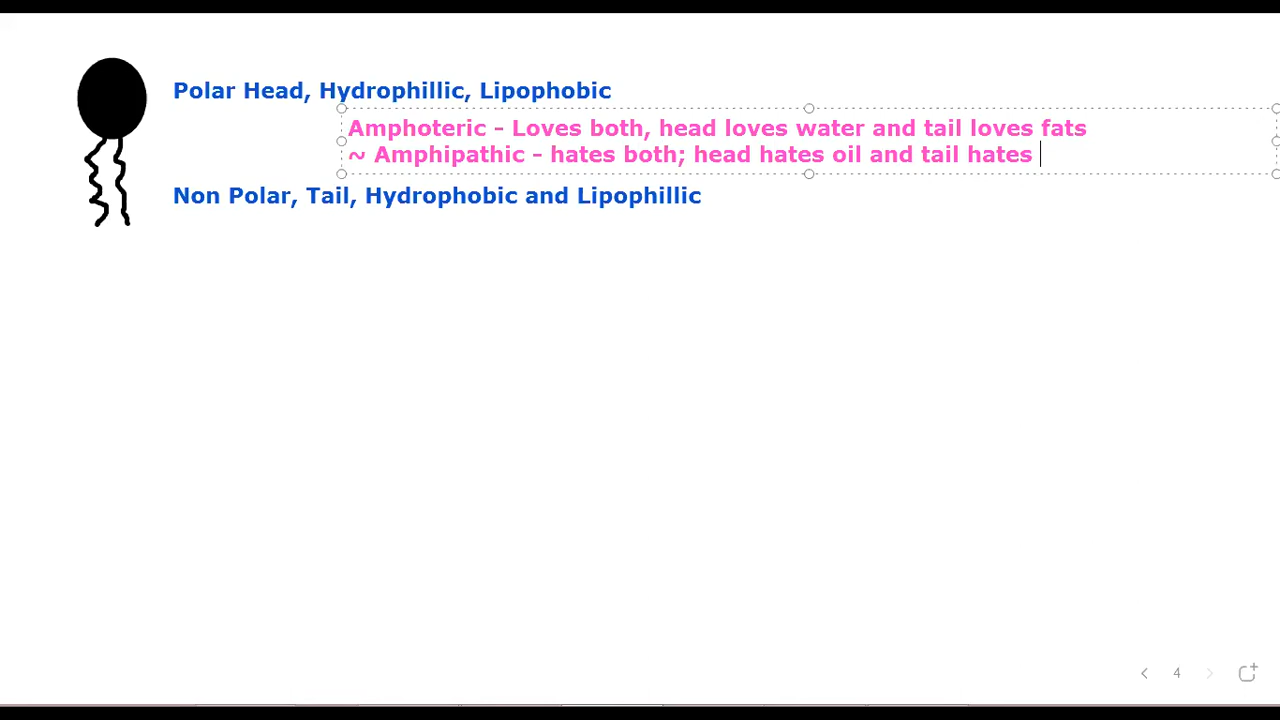 Polar Head, Hydrophillic, Lipophobic
Amphoteric - Loves both, head loves water and tail loves fats
~ Amphipathic - hates both; head hates oil and tail hates
Non Polar, Tail, Hydrophobic and Lipophillic
4